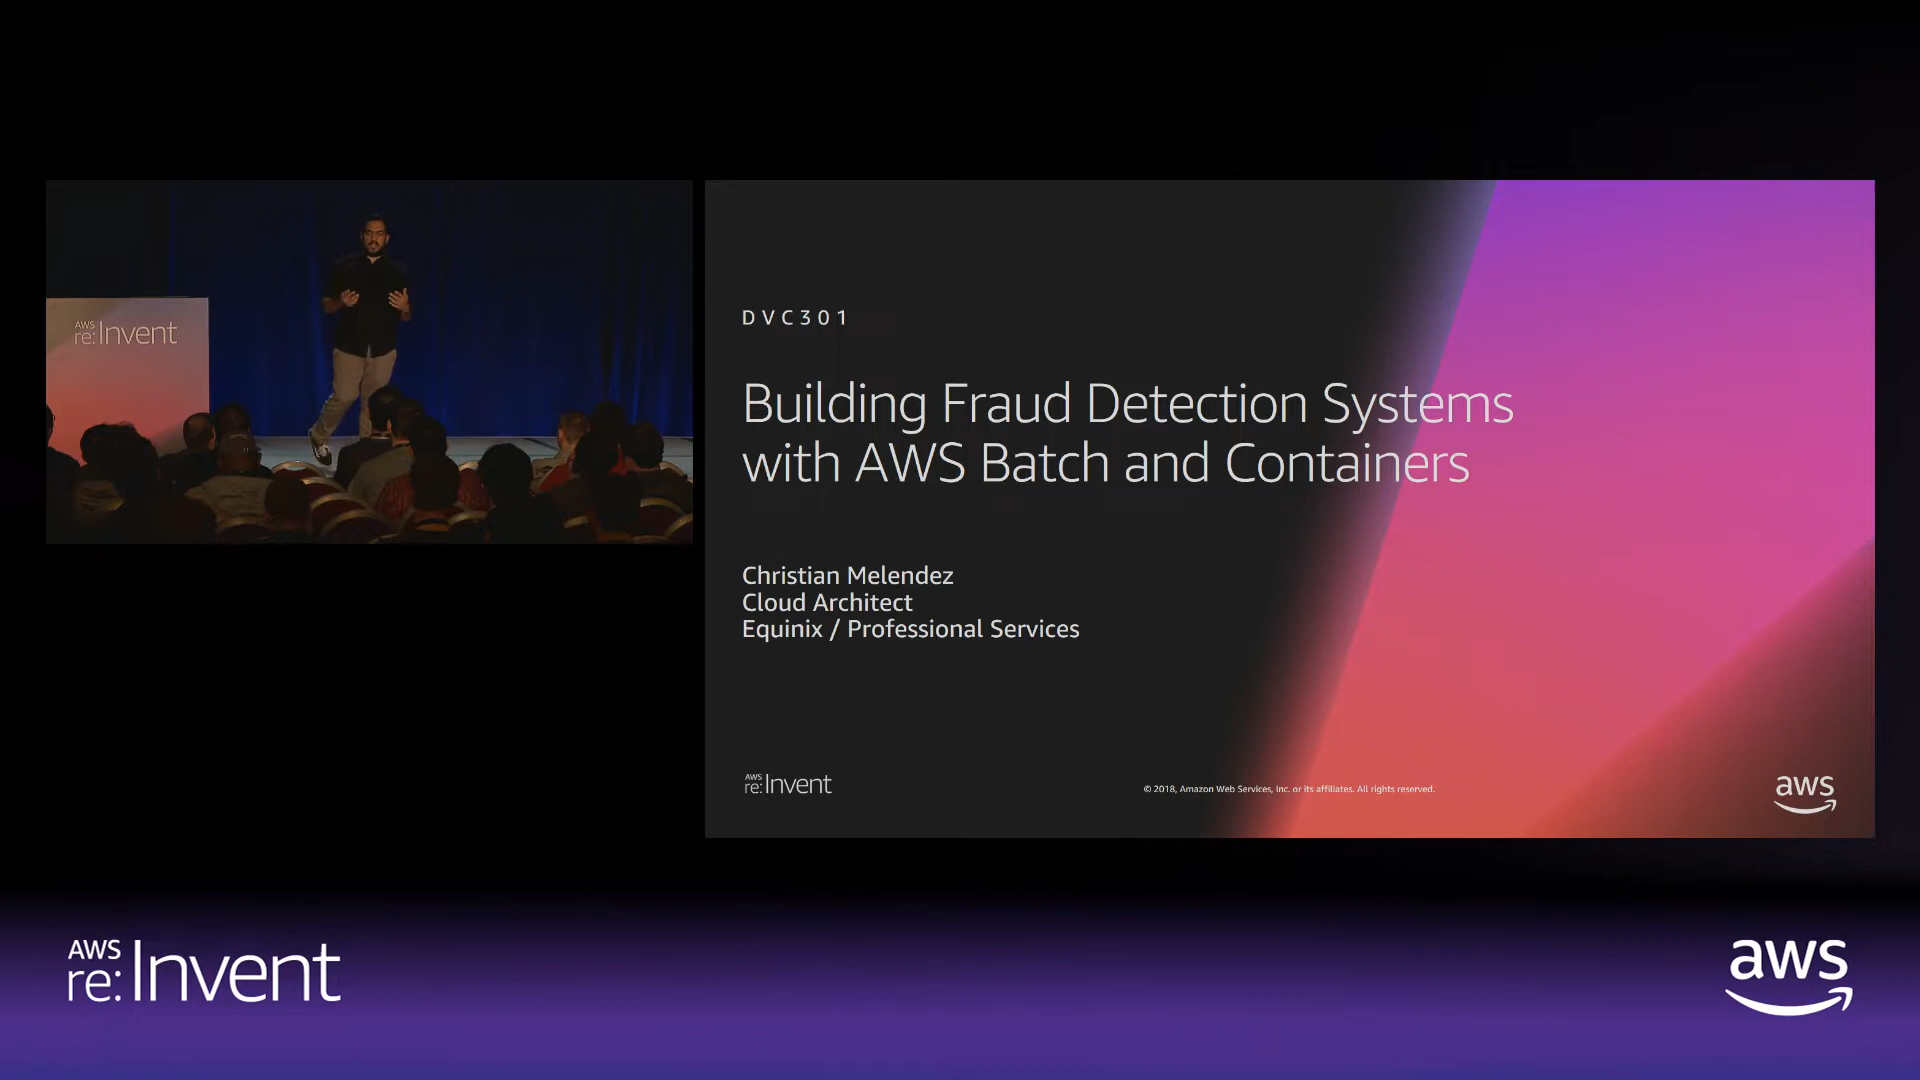 AWS
re:Invent
DVC301
Building Fraud Detection Systems
with AWS Batch and Containers
Christian Melendez
Cloud Architect
Equinix / Professional Services
AWS
re:Invent
© 2018, Amazon Web Services, Inc. or its affiliates. All rights reserved.
aws
AWS
re:Invent
aws